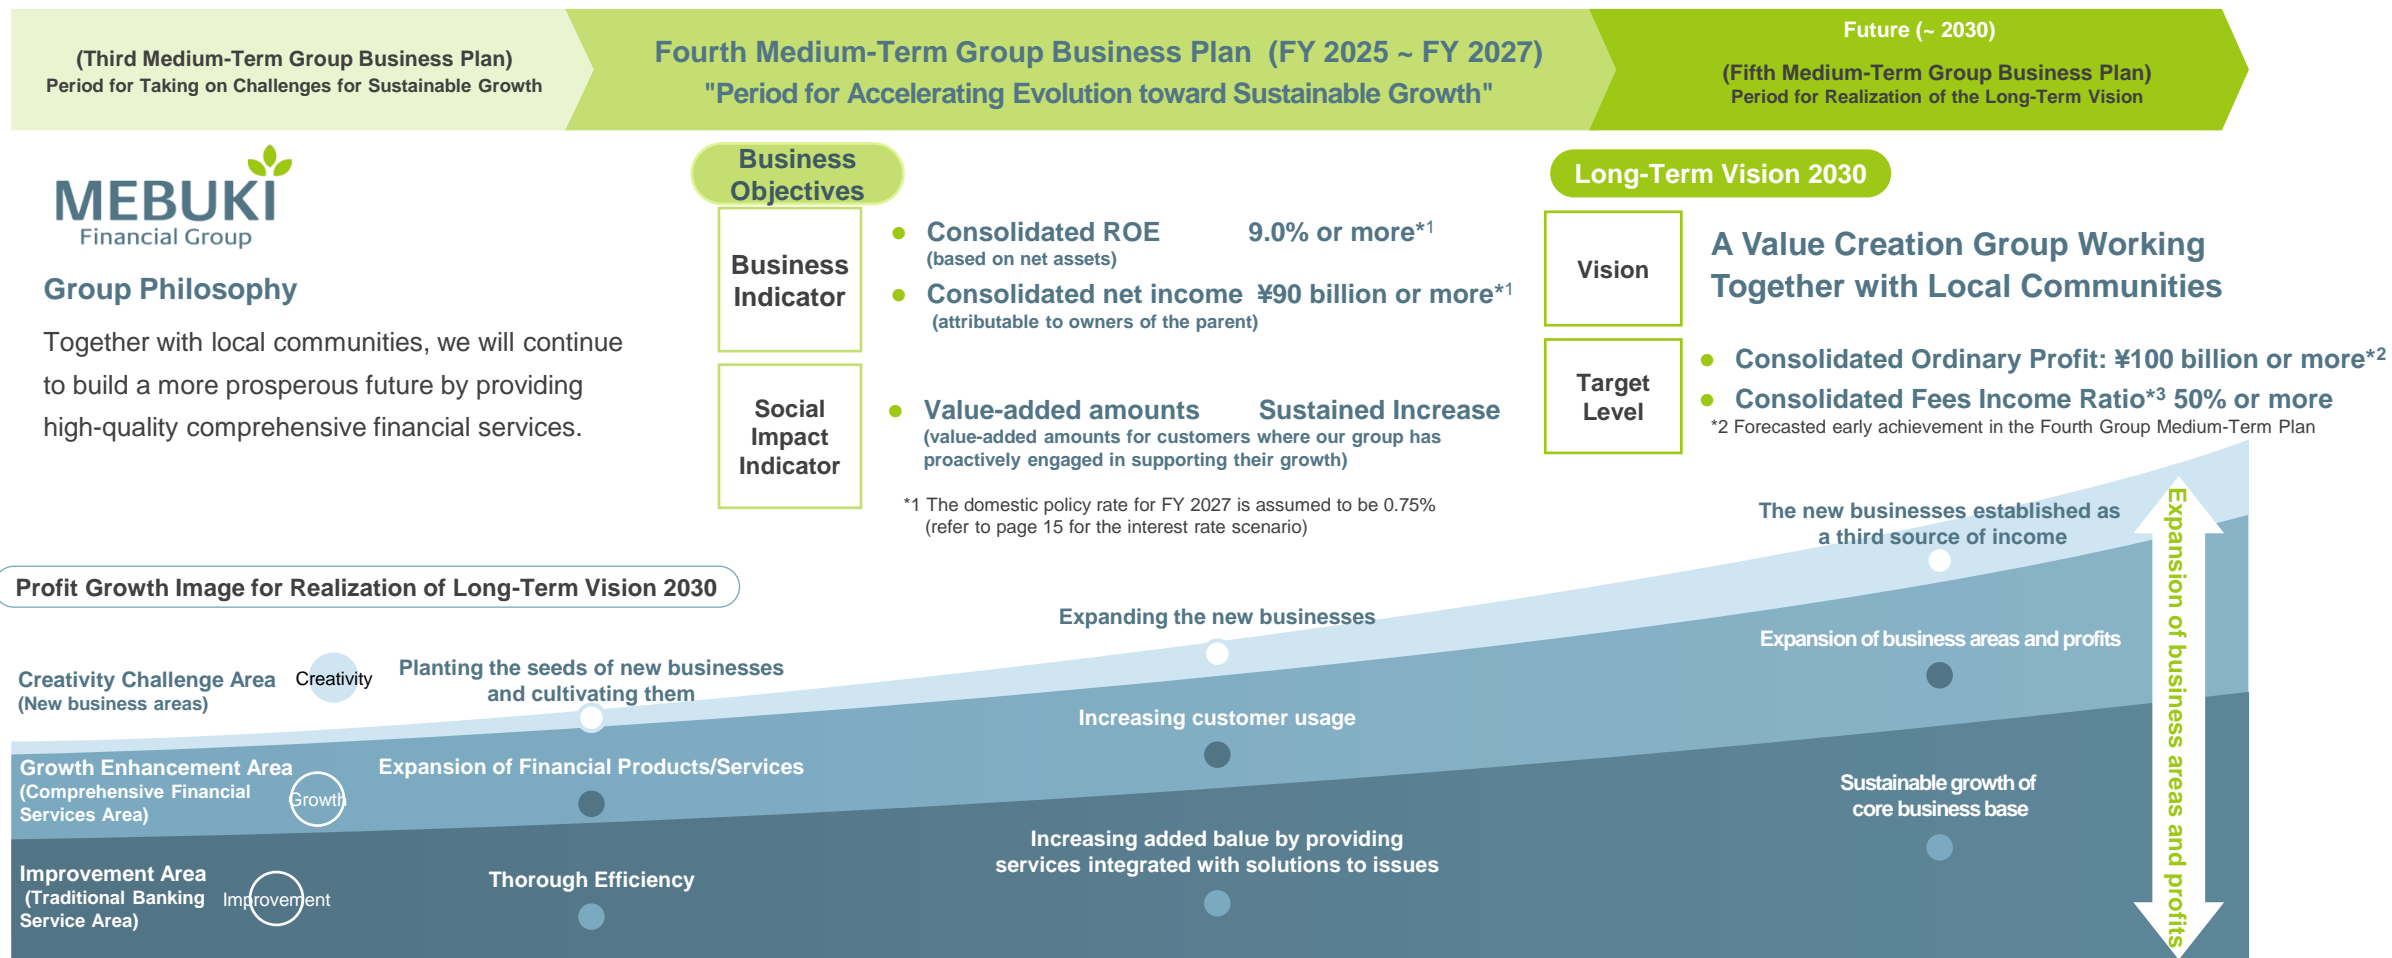 (Third Medium-Term Group Business Plan)
Period for Taking on Challenges for Sustainable Growth
Fourth Medium-Term Group Business Plan (FY 2025 ~ FY 2027)
"Period for Accelerating Evolution toward Sustainable Growth"
Future (~ 2030)
(Fifth Medium-Term Group Business Plan)
Period for Realization of the Long-Term Vision
MEBUKI
Financial Group
Group Philosophy
Together with local communities, we will continue
to build a more prosperous future by providing
high-quality comprehensive financial services.
Business
Objectives
Business
Indicator
● Consolidated ROE 9.0% or more*1
(based on net assets)
● Consolidated net income ¥90 billion or more*1
(attributable to owners of the parent)
Social
Impact
Indicator
● Value-added amounts Sustained Increase
(value-added amounts for customers where our group has
proactively engaged in supporting their growth)
*1 The domestic policy rate for FY 2027 is assumed to be 0.75%
(refer to page 15 for the interest rate scenario)
Long-Term Vision 2030
Vision
A Value Creation Group Working
Together with Local Communities
Target
Level
● Consolidated Ordinary Profit: ¥100 billion or more*2
● Consolidated Fees Income Ratio*3 50% or more
*2 Forecasted early achievement in the Fourth Group Medium-Term Plan
Profit Growth Image for Realization of Long-Term Vision 2030
Creativity Challenge Area
(New business areas)
Creativity
Planting the seeds of new businesses
and cultivating them
Expanding the new businesses
The new businesses established as
a third source of income
Growth Enhancement Area
(Comprehensive Financial
Services Area)
Growth
Expansion of Financial Products/Services
Increasing customer usage
Expansion of business areas and profits
Improvement Area
(Traditional Banking
Service Area)
Improvement
Thorough Efficiency
Increasing added balue by providing
services integrated with solutions to issues
Sustainable growth of
core business base
Expansion of business areas and profits